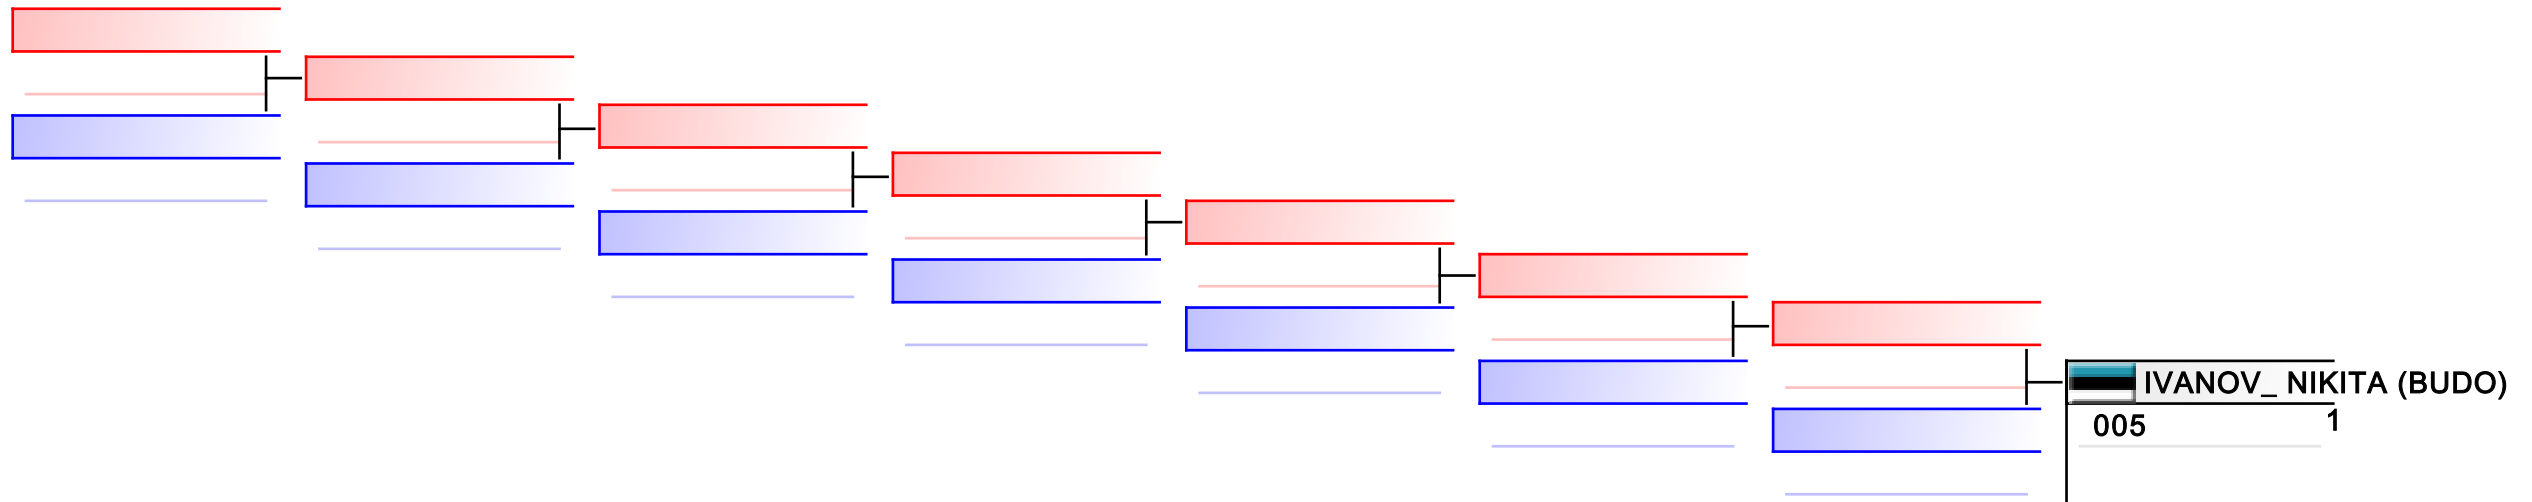 IVANOV_ NIKITA (BUDO)
005 1